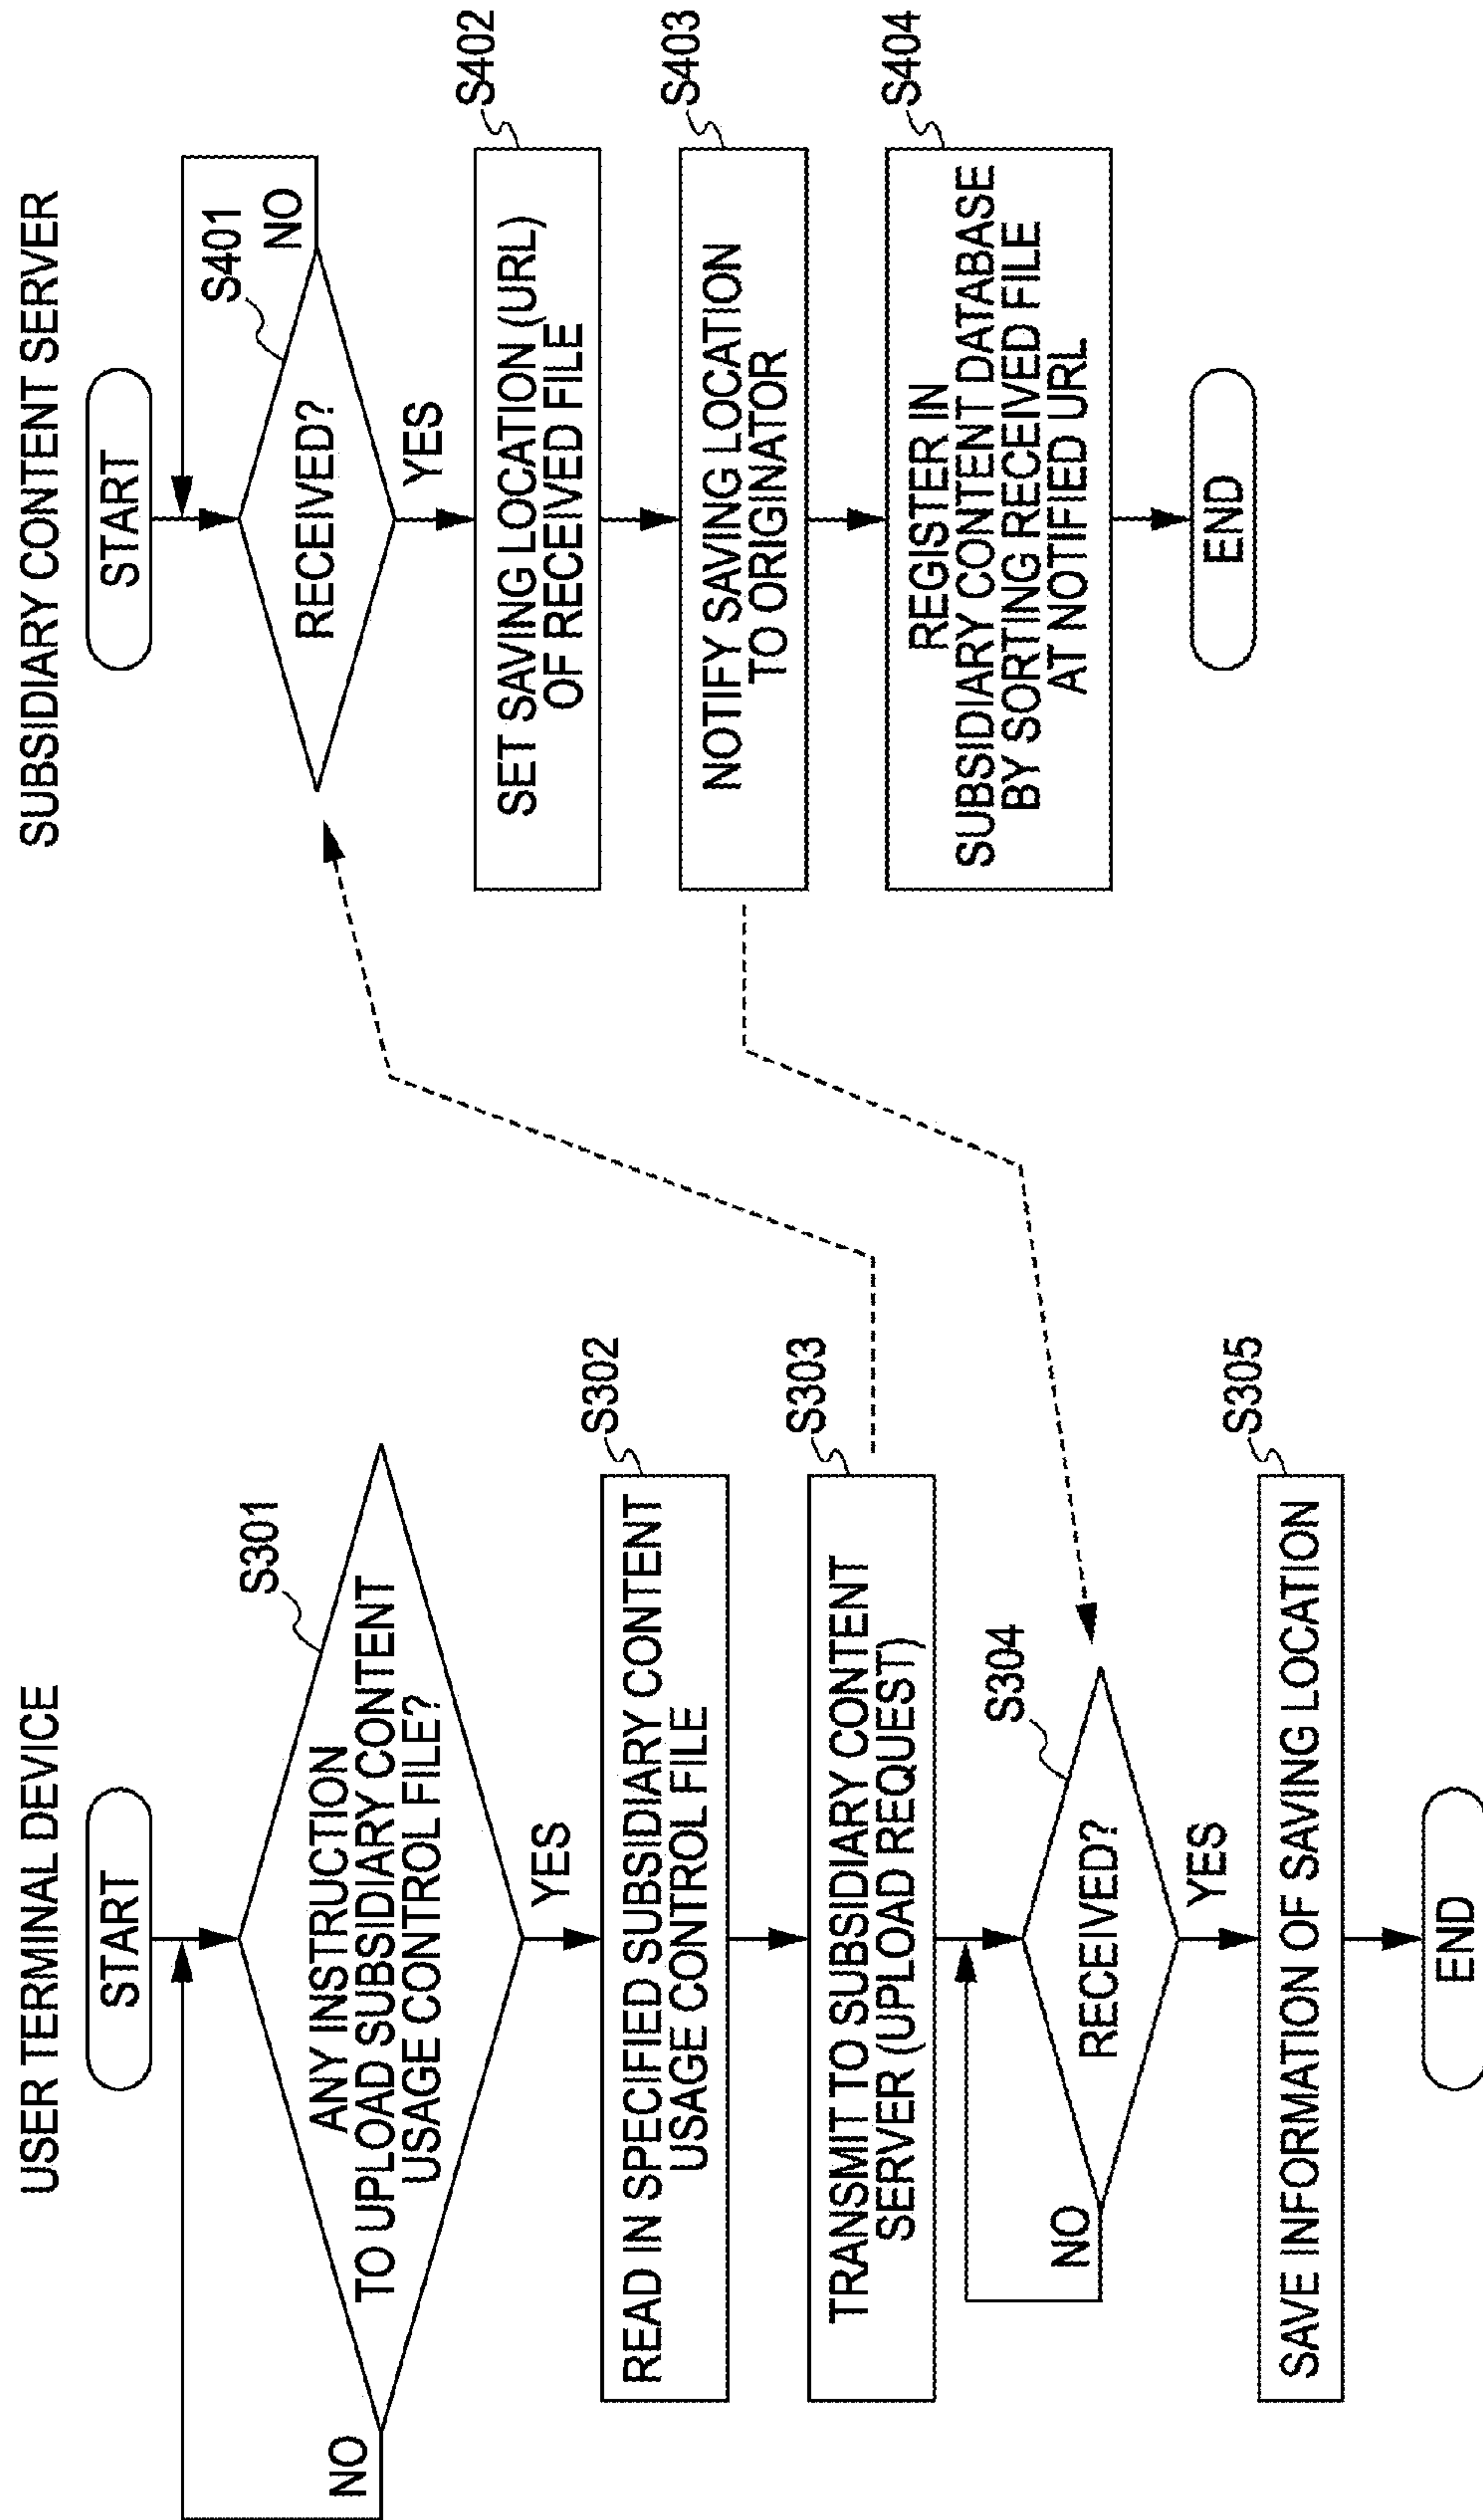 USER TERMINAL DEVICE
START
S301
ANY INSTRUCTION
TO UPLOAD SUBSIDIARY CONTENT
USAGE CONTROL FILE?
NO
YES
S302
READ IN SPECIFIED SUBSIDIARY CONTENT
USAGE CONTROL FILE
S303
TRANSMIT TO SUBSIDIARY CONTENT
SERVER (UPLOAD REQUEST)
S304
RECEIVED?
NO
YES
S305
SAVE INFORMATION OF SAVING LOCATION
END
SUBSIDIARY CONTENT SERVER
START
S401
NO
RECEIVED?
YES
S402
SET SAVING LOCATION (URL)
OF RECEIVED FILE
S403
NOTIFY SAVING LOCATION
TO ORIGINATOR
S404
REGISTER IN
SUBSIDIARY CONTENT DATABASE
BY SORTING RECEIVED FILE
AT NOTIFIED URL
END